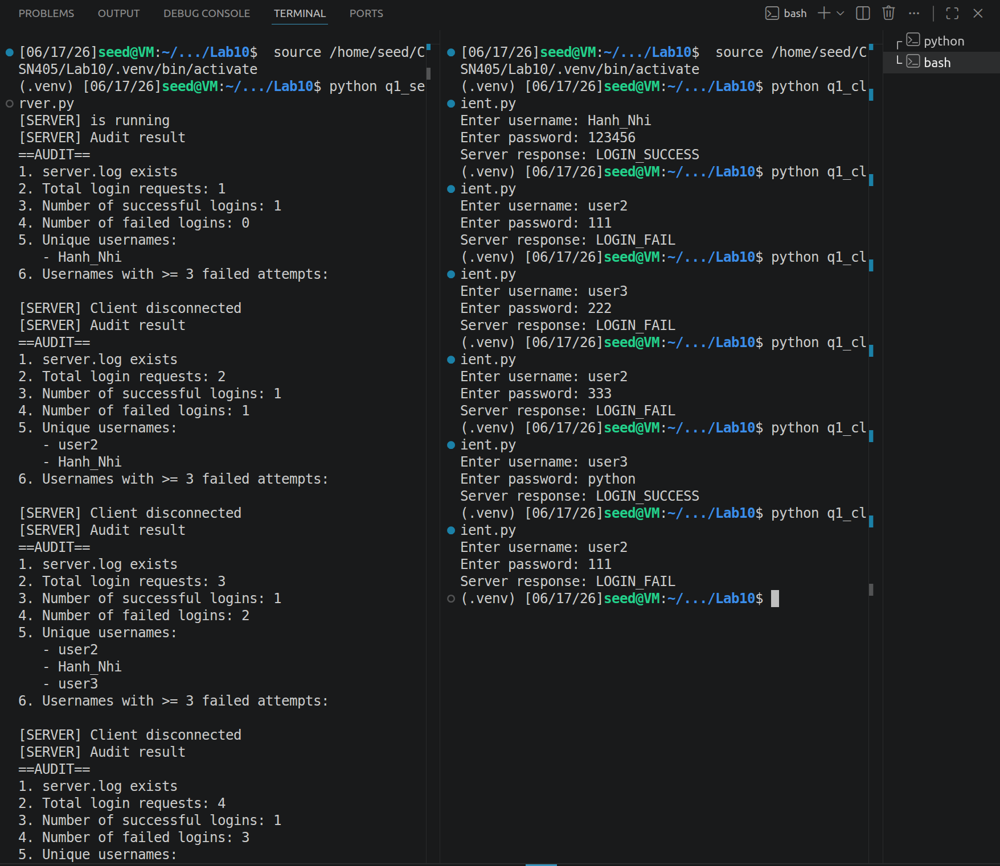 PROBLEMS OUTPUT DEBUG CONSOLE TERMINAL PORTS
bash
[06/17/26]seed@VM:~/.../Lab10$  source /home/seed/C
SN405/Lab10/.venv/bin/activate
(.venv) [06/17/26]seed@VM:~/.../Lab10$ python q1_se
rver.py
[SERVER] is running
[SERVER] Audit result
==AUDIT==
1. server.log exists
2. Total login requests: 1
3. Number of successful logins: 1
4. Number of failed logins: 0
5. Unique usernames:
   - Hanh_Nhi
6. Usernames with >= 3 failed attempts:

[SERVER] Client disconnected
[SERVER] Audit result
==AUDIT==
1. server.log exists
2. Total login requests: 2
3. Number of successful logins: 1
4. Number of failed logins: 1
5. Unique usernames:
   - user2
   - Hanh_Nhi
6. Usernames with >= 3 failed attempts:

[SERVER] Client disconnected
[SERVER] Audit result
==AUDIT==
1. server.log exists
2. Total login requests: 3
3. Number of successful logins: 1
4. Number of failed logins: 2
5. Unique usernames:
   - user2
   - Hanh_Nhi
   - user3
6. Usernames with >= 3 failed attempts:

[SERVER] Client disconnected
[SERVER] Audit result
==AUDIT==
1. server.log exists
2. Total login requests: 4
3. Number of successful logins: 1
4. Number of failed logins: 3
5. Unique usernames:
[06/17/26]seed@VM:~/.../Lab10$  source /home/seed/C
SN405/Lab10/.venv/bin/activate
(.venv) [06/17/26]seed@VM:~/.../Lab10$ python q1_cl
ient.py
Enter username: Hanh_Nhi
Enter password: 123456
Server response: LOGIN_SUCCESS
(.venv) [06/17/26]seed@VM:~/.../Lab10$ python q1_cl
ient.py
Enter username: user2
Enter password: 111
Server response: LOGIN_FAIL
(.venv) [06/17/26]seed@VM:~/.../Lab10$ python q1_cl
ient.py
Enter username: user3
Enter password: 222
Server response: LOGIN_FAIL
(.venv) [06/17/26]seed@VM:~/.../Lab10$ python q1_cl
ient.py
Enter username: user2
Enter password: 333
Server response: LOGIN_FAIL
(.venv) [06/17/26]seed@VM:~/.../Lab10$ python q1_cl
ient.py
Enter username: user3
Enter password: python
Server response: LOGIN_SUCCESS
(.venv) [06/17/26]seed@VM:~/.../Lab10$ python q1_cl
ient.py
Enter username: user2
Enter password: 111
Server response: LOGIN_FAIL
(.venv) [06/17/26]seed@VM:~/.../Lab10$
python
bash